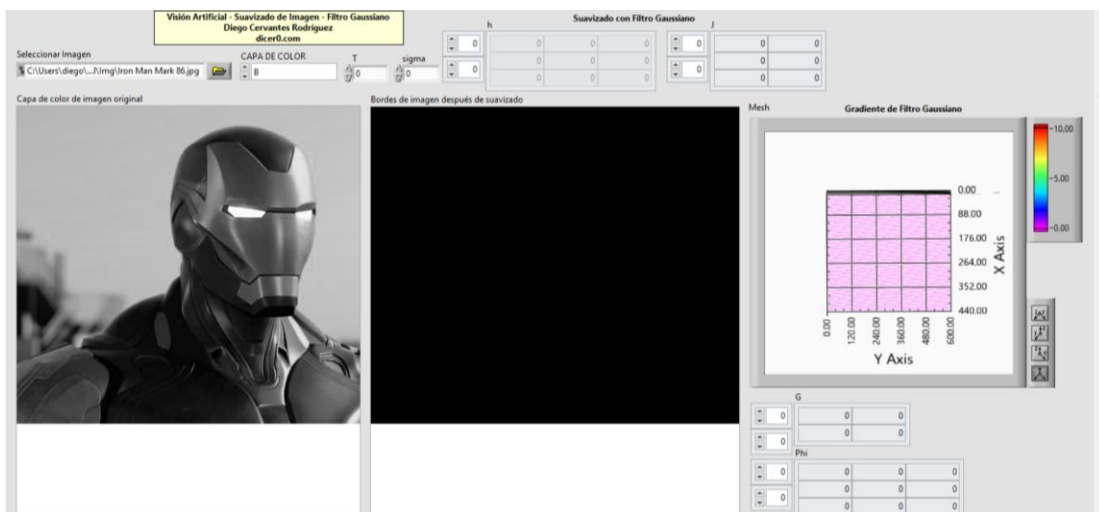 Visión Artificial - Suavizado de Imagen - Filtro Gaussiano
Diego Cervantes Rodríguez
dicer0.com
Suavizado con Filtro Gaussiano
h
J
Seleccionar Imagen
C:\Users\diego\...l\Img\Iron Man Mark 86.jpg
CAPA DE COLOR
B
T
0
sigma
0
0 0 0 0
0 0 0
0 0 0 0
0 0 0
0 0
0 0 0
Capa de color de imagen original
Bordes de imagen después de suavizado
Mesh
Gradiente de Filtro Gaussiano
10.00
5.00
0.00
0.00
88.00
176.00
264.00
352.00
440.00
X Axis
0.00 120.00 240.00 360.00 480.00 600.00
Y Axis
G
0 0 0
0 0
0
Phi
0 0 0 0
0 0 0
0 0 0 0